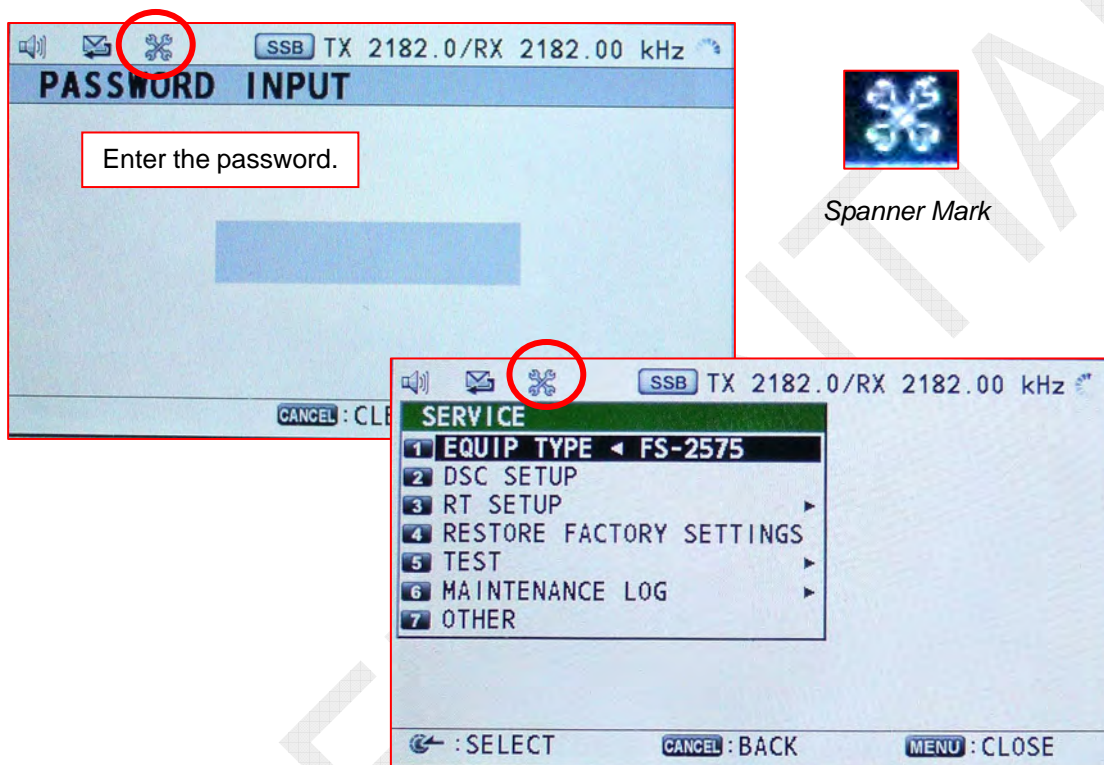 SSB TX 2182.0/RX 2182.00 kHz
PASSWORD INPUT
Enter the password.
CANCEL : CLE
Spanner Mark
SSB TX 2182.0/RX 2182.00 kHz
SERVICE
1 EQUIP TYPE ◄ FS-2575
2 DSC SETUP
3 RT SETUP ►
4 RESTORE FACTORY SETTINGS
5 TEST ►
6 MAINTENANCE LOG ►
7 OTHER
: SELECT CANCEL : BACK MENU : CLOSE